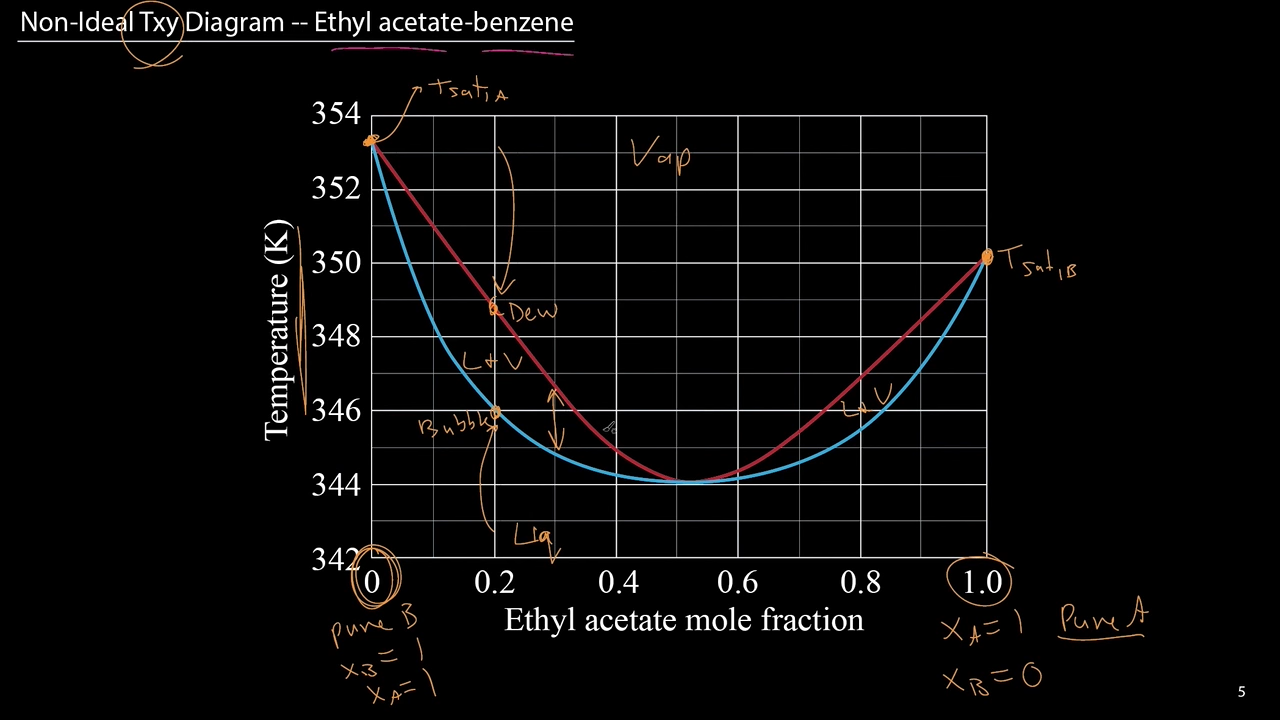 Non-Ideal Txy Diagram -- Ethyl acetate-benzene
Tsat,A
354
Vap
352
350
Tsat,B
Dew
348
L+V
346
L+V
Bubble
344
Liq
342
0 0.2 0.4 0.6 0.8 1.0
Temperature (K)
Ethyl acetate mole fraction
pure B
xB = 1
xA = 1
xA = 1 Pure A
xB = 0
5